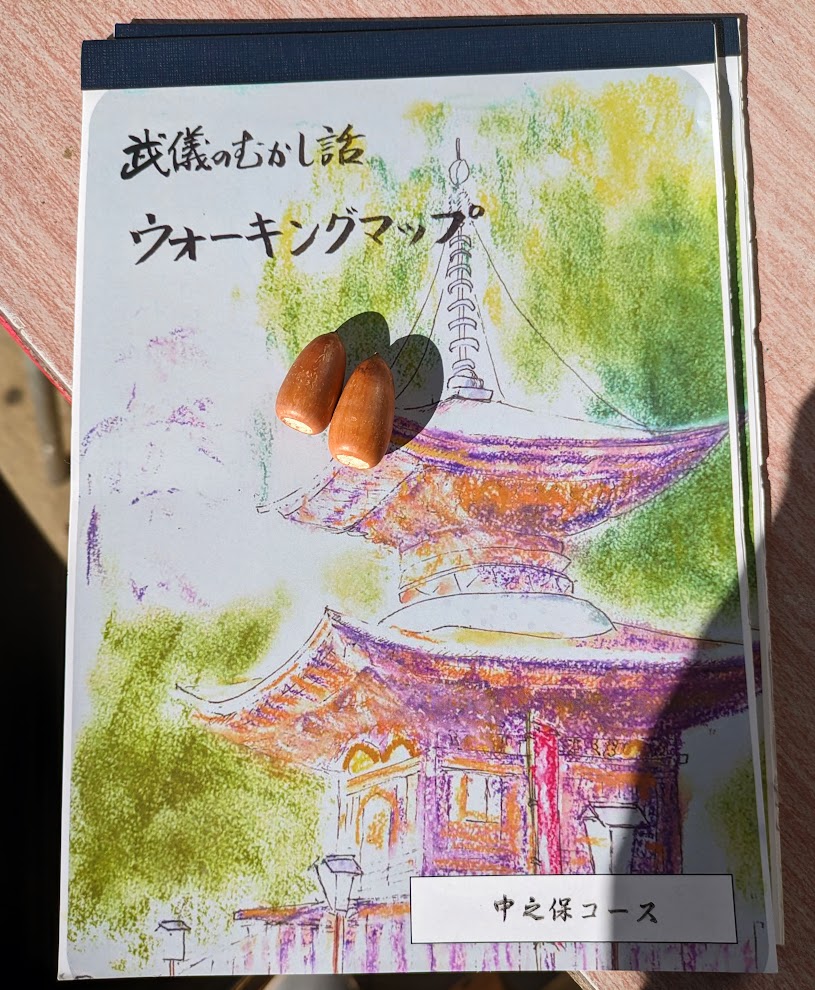 武儀のむかし話
ウォーキングマップ
中之保コース